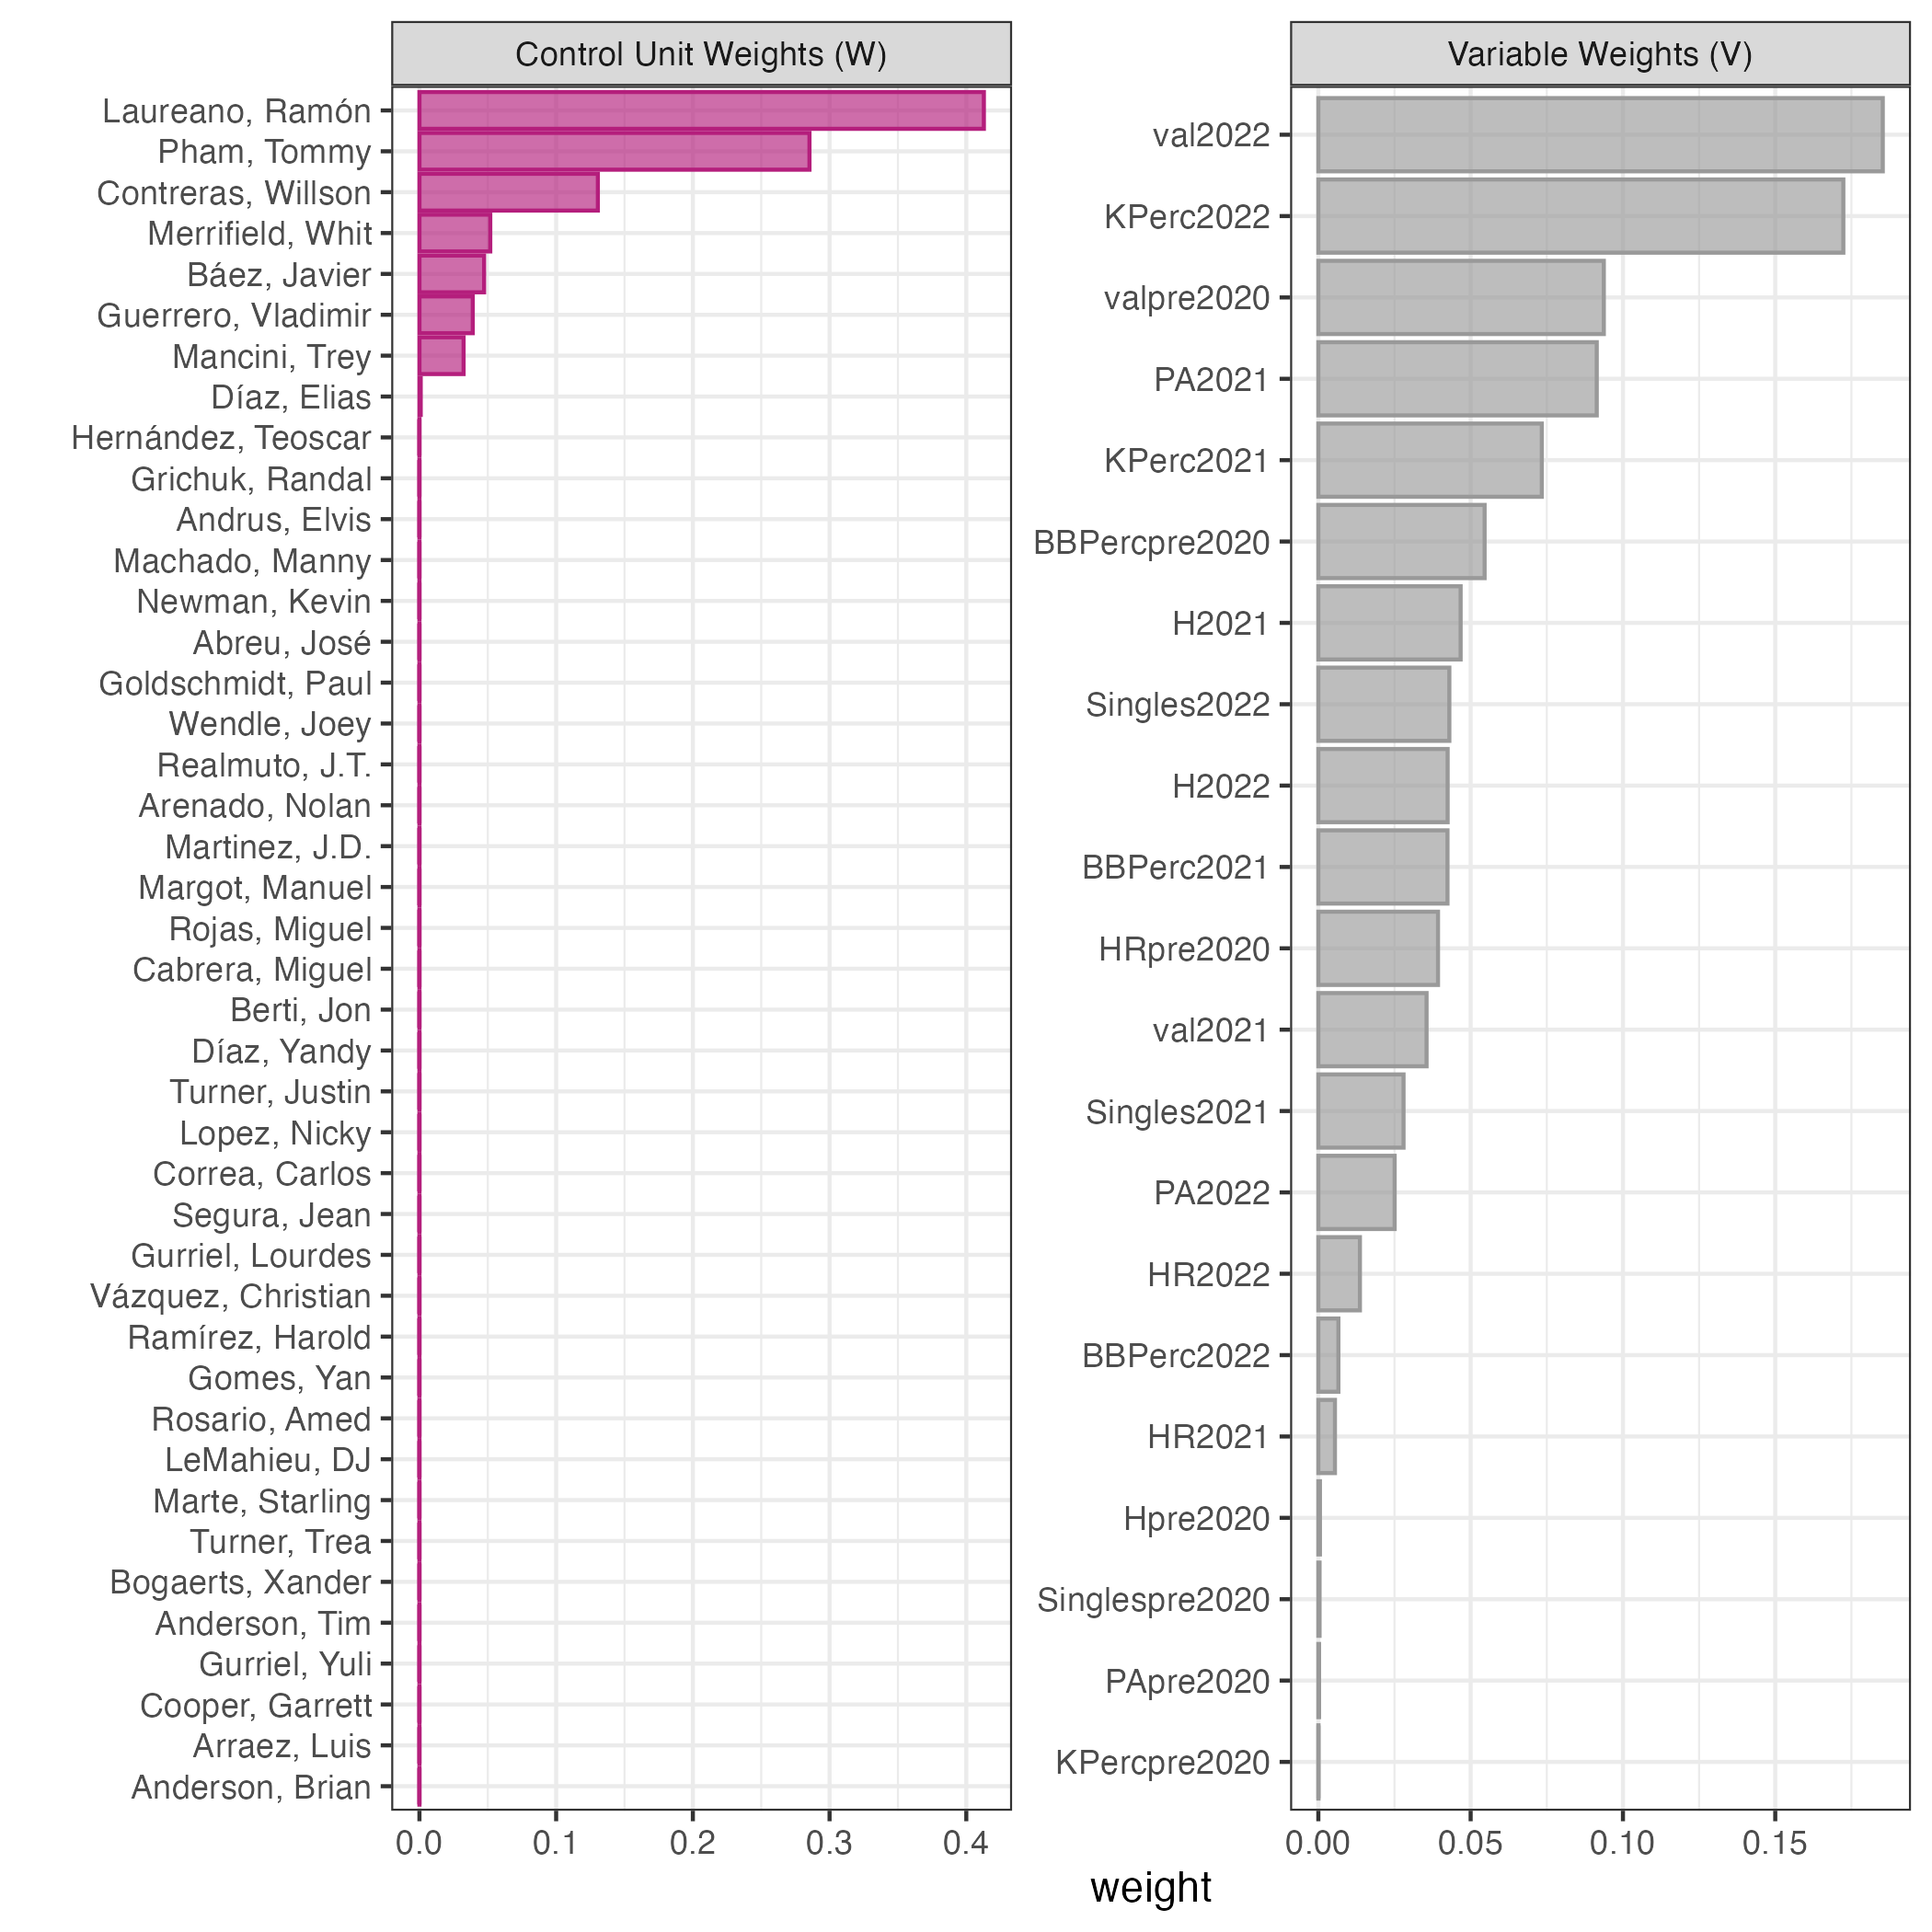 Control Unit Weights (W)
Laureano, Ramón
Pham, Tommy
Contreras, Willson
Merrifield, Whit
Báez, Javier
Guerrero, Vladimir
Mancini, Trey
Díaz, Elias
Hernández, Teoscar
Grichuk, Randal
Andrus, Elvis
Machado, Manny
Newman, Kevin
Abreu, José
Goldschmidt, Paul
Wendle, Joey
Realmuto, J.T.
Arenado, Nolan
Martinez, J.D.
Margot, Manuel
Rojas, Miguel
Cabrera, Miguel
Berti, Jon
Díaz, Yandy
Turner, Justin
Lopez, Nicky
Correa, Carlos
Segura, Jean
Gurriel, Lourdes
Vázquez, Christian
Ramírez, Harold
Gomes, Yan
Rosario, Amed
LeMahieu, DJ
Marte, Starling
Turner, Trea
Bogaerts, Xander
Anderson, Tim
Gurriel, Yuli
Cooper, Garrett
Arraez, Luis
Anderson, Brian
0.0 0.1 0.2 0.3 0.4
Variable Weights (V)
val2022
KPerc2022
valpre2020
PA2021
KPerc2021
BBPercpre2020
H2021
Singles2022
H2022
BBPerc2021
HRpre2020
val2021
Singles2021
PA2022
HR2022
BBPerc2022
HR2021
Hpre2020
Singlespre2020
PApre2020
KPercpre2020
0.00 0.05 0.10 0.15
weight